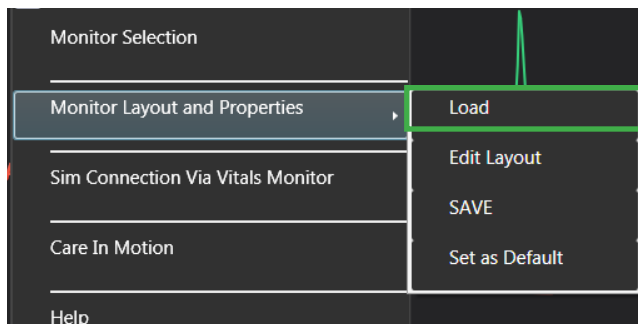 Monitor Selection
Monitor Layout and Properties
Sim Connection Via Vitals Monitor
Care In Motion
Help
Load
Edit Layout
SAVE
Set as Default